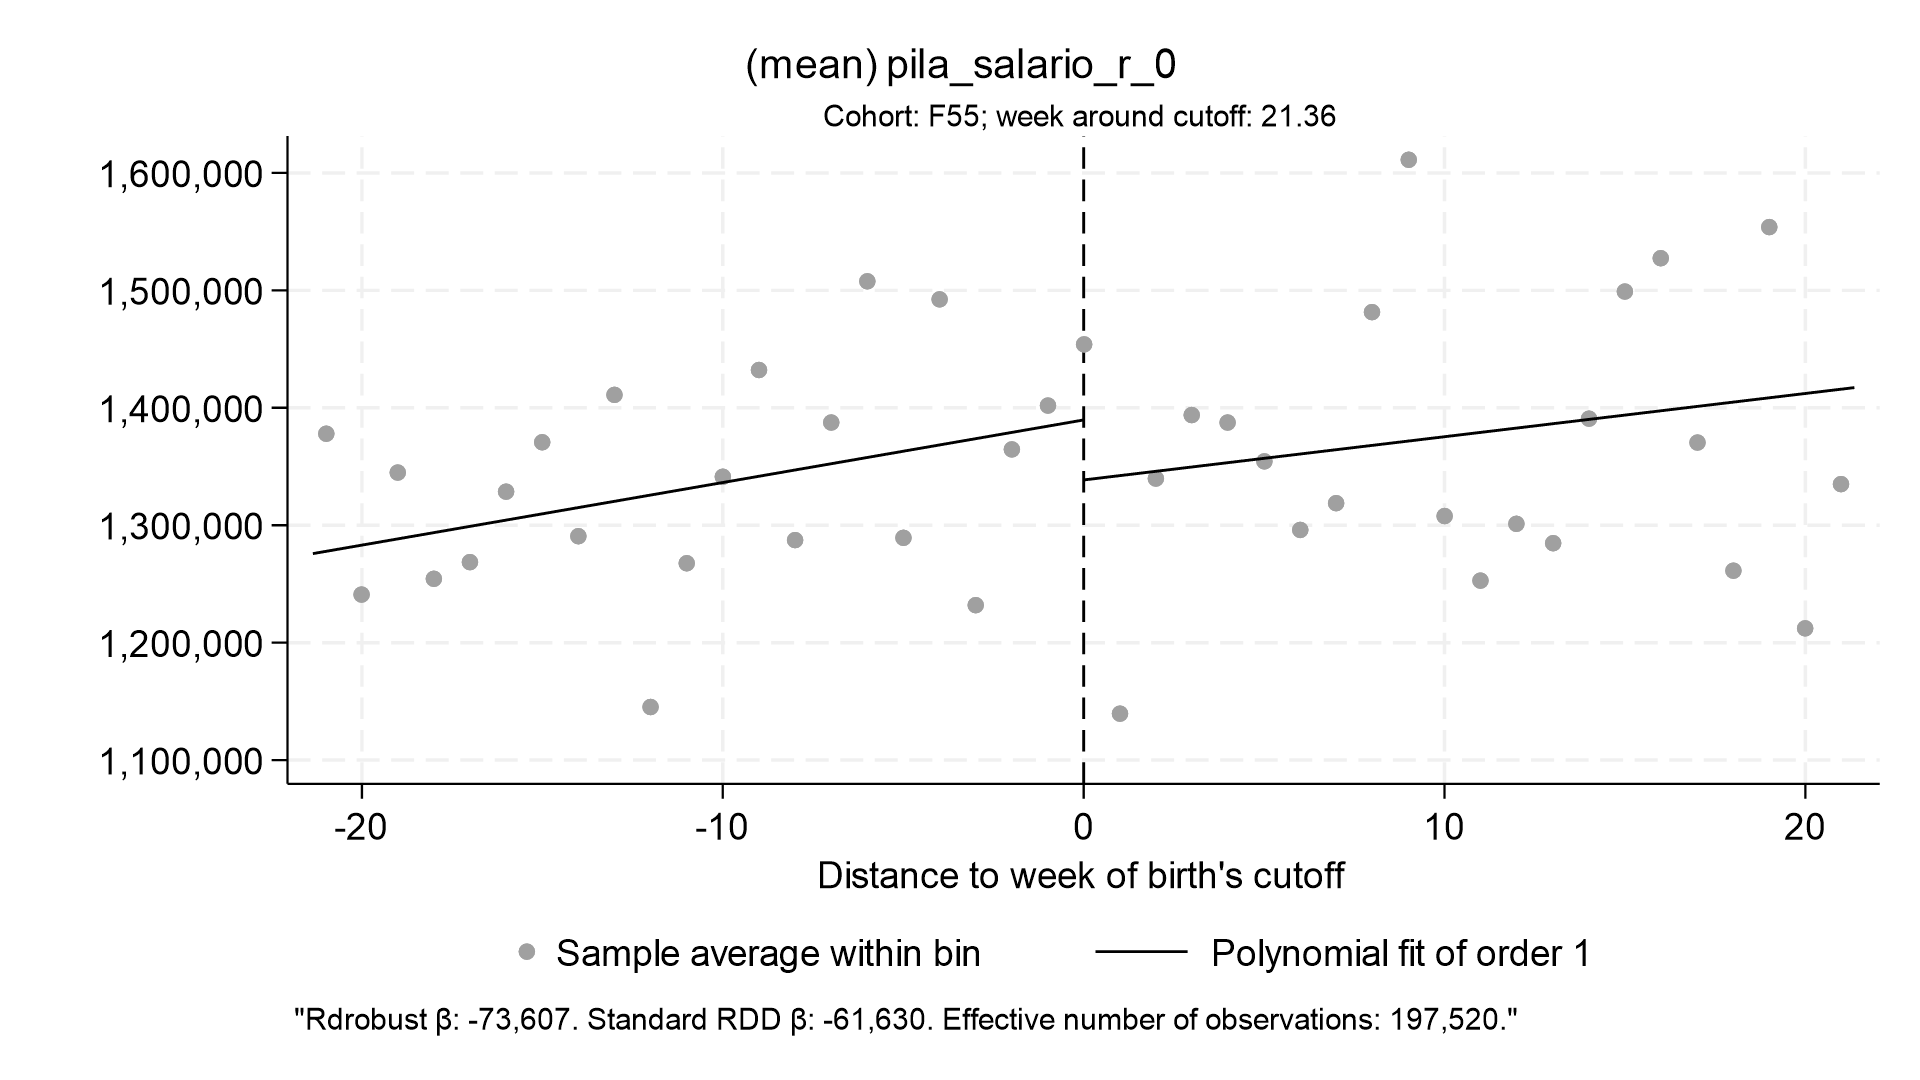 (mean) pila_salario_r_0
Cohort: F55; week around cutoff: 21.36
1,600,000
1,500,000
1,400,000
1,300,000
1,200,000
1,100,000
-20 -10 0 10 20
Distance to week of birth's cutoff
Sample average within bin Polynomial fit of order 1
"Rdrobust β: -73,607. Standard RDD β: -61,630. Effective number of observations: 197,520."